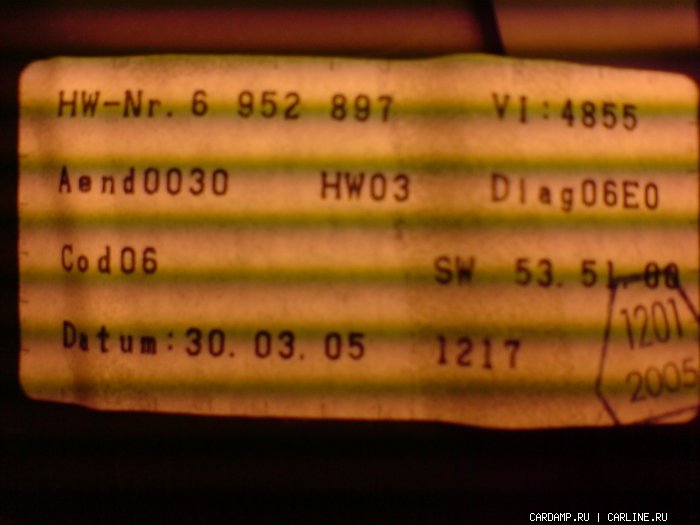 HW-Nr. 6 952 897 VI:4855
Aend0030 HW03 Diag06E0
Cod06 SW 53.51.00
Datum:30.03.05 1217
1201
2005
CARDAMP.RU | CARLINE.RU